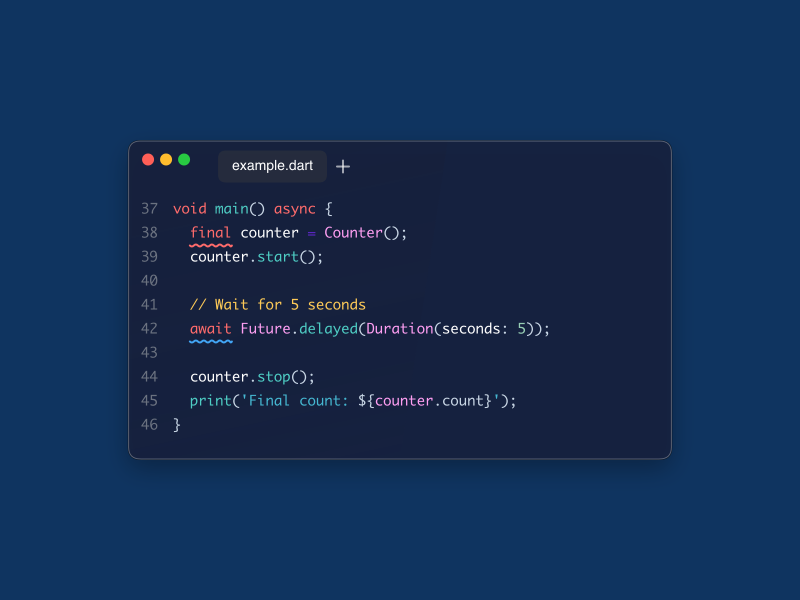 example.dart +
37 void main() async {
38   final counter = Counter();
39   counter.start();
40
41   // Wait for 5 seconds
42   await Future.delayed(Duration(seconds: 5));
43
44   counter.stop();
45   print('Final count: ${counter.count}');
46 }